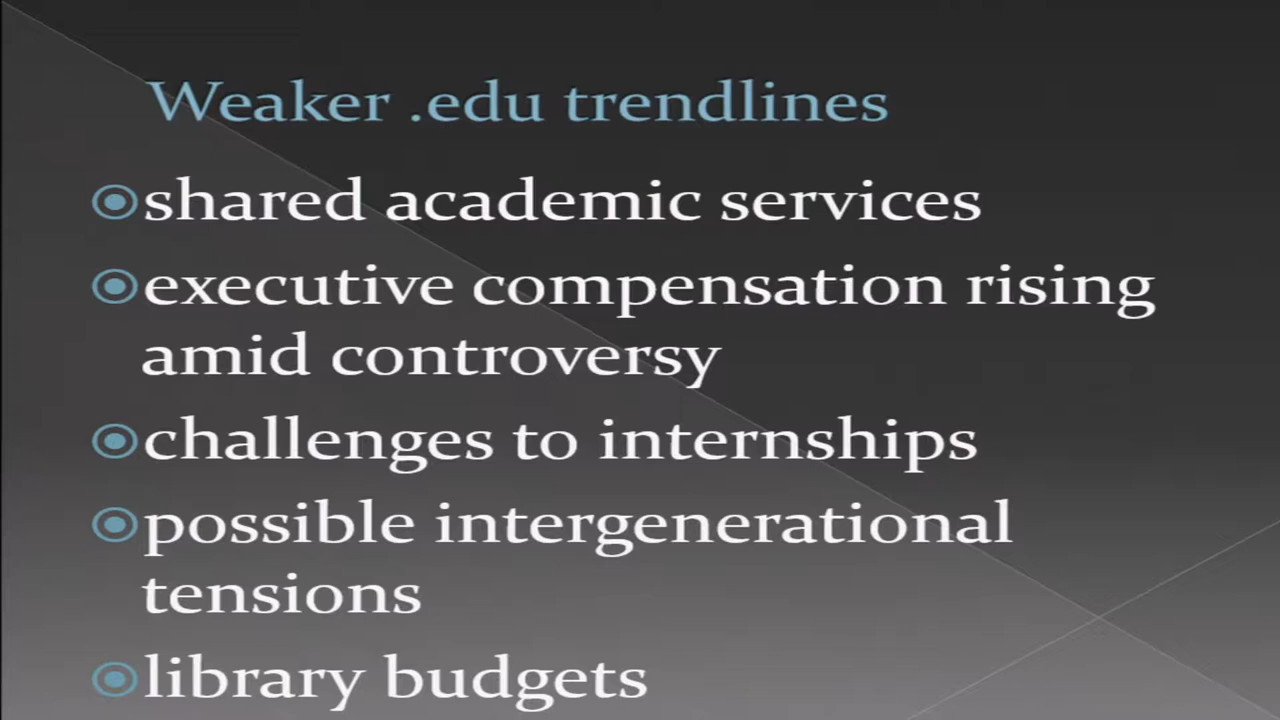 Weaker .edu trendlines
shared academic services
executive compensation rising
amid controversy
challenges to internships
possible intergenerational
tensions
library budgets